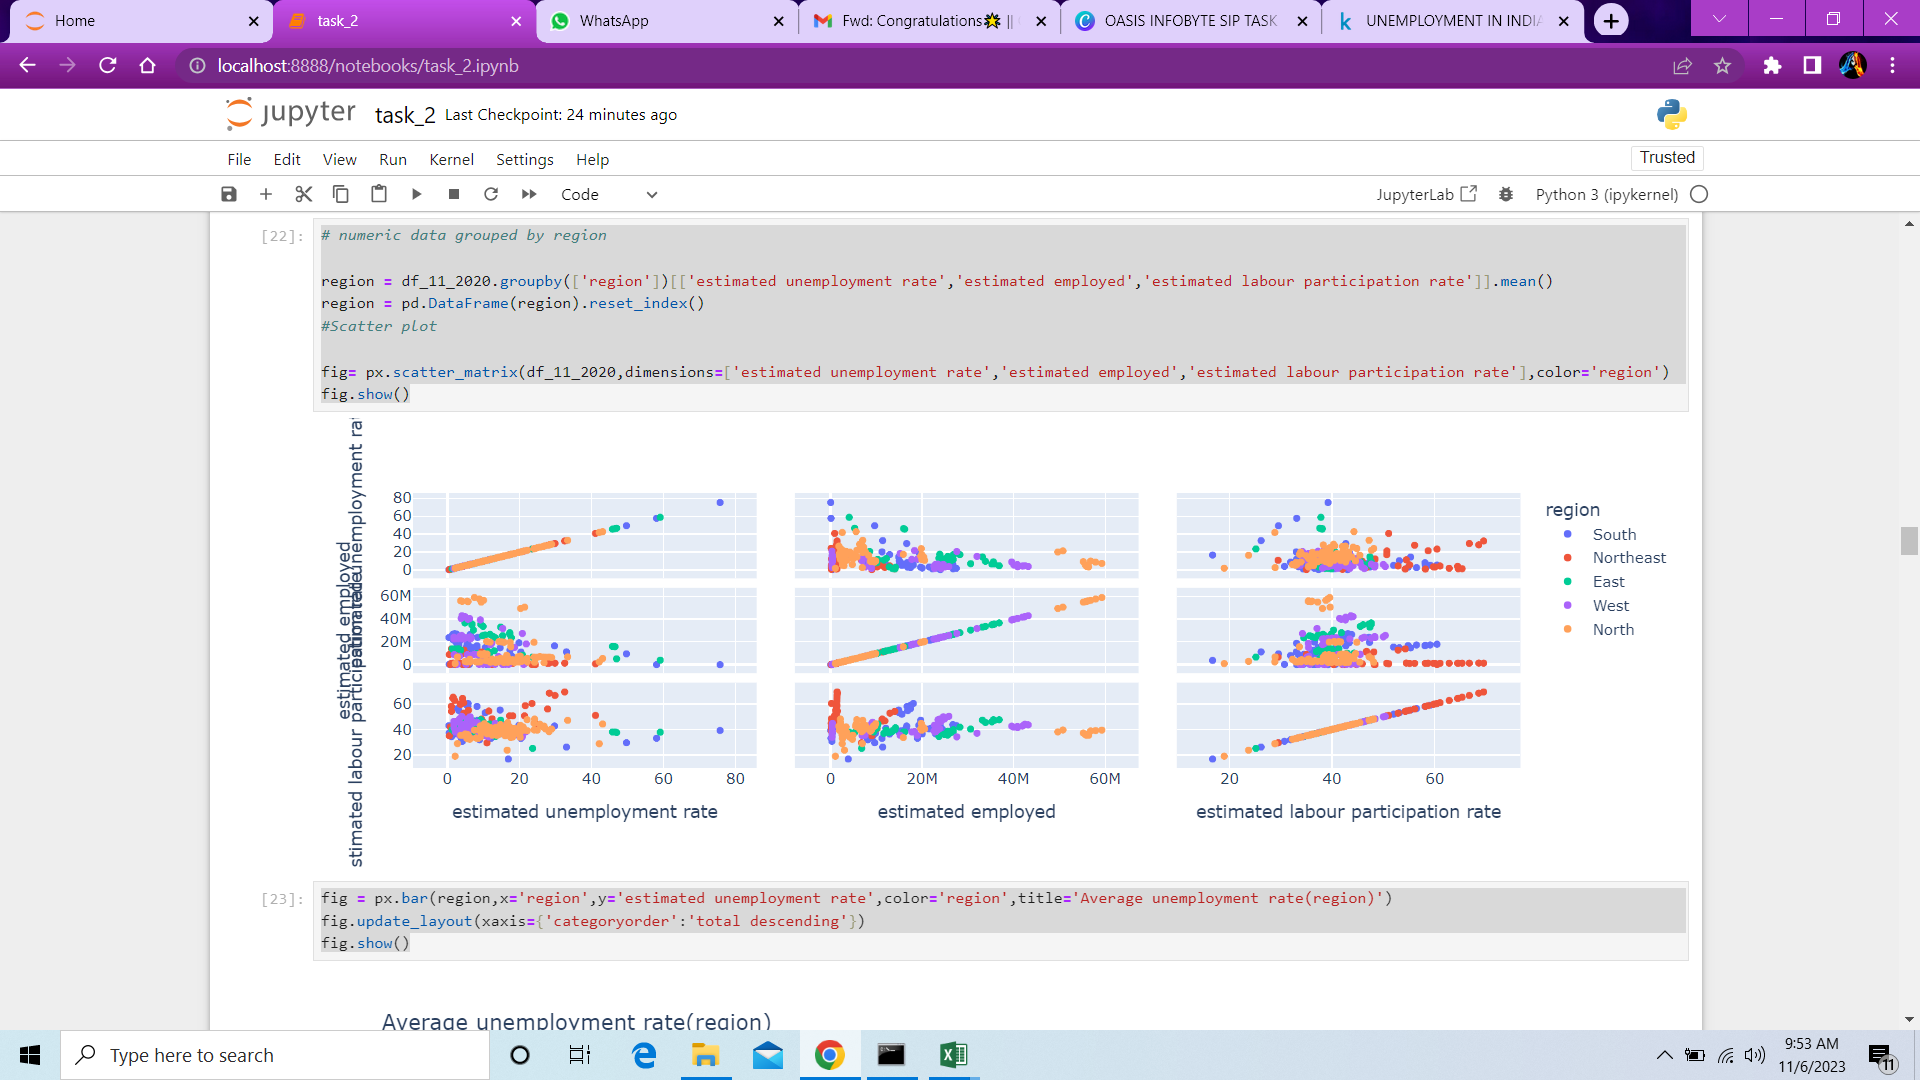 Home
task_2
WhatsApp
Fwd: Congratulations🌟 ||
OASIS INFOBYTE SIP TASK
UNEMPLOYMENT IN INDIA
localhost:8888/notebooks/task_2.ipynb
jupyter task_2 Last Checkpoint: 24 minutes ago
File Edit View Run Kernel Settings Help
Trusted
Code
JupyterLab
Python 3 (ipykernel)
[22]:
# numeric data grouped by region
region = df_11_2020.groupby(['region'])[['estimated unemployment rate','estimated employed','estimated labour participation rate']].mean()
region = pd.DataFrame(region).reset_index()
#Scatter plot
fig= px.scatter_matrix(df_11_2020,dimensions=['estimated unemployment rate','estimated employed','estimated labour participation rate'],color='region')
fig.show()
80
60
40
20
0
60M
40M
20M
0
60
40
20
estimated employed
0 20 40 60 80
0 20M 40M 60M
20 40 60
estimated unemployment rate
estimated employed
estimated labour participation rate
region
South
Northeast
East
West
North
[23]:
fig = px.bar(region,x='region',y='estimated unemployment rate',color='region',title='Average unemployment rate(region)')
fig.update_layout(xaxis={'categoryorder':'total descending'})
fig.show()
Average unemployment rate(region)
Type here to search
9:53 AM
11/6/2023
11